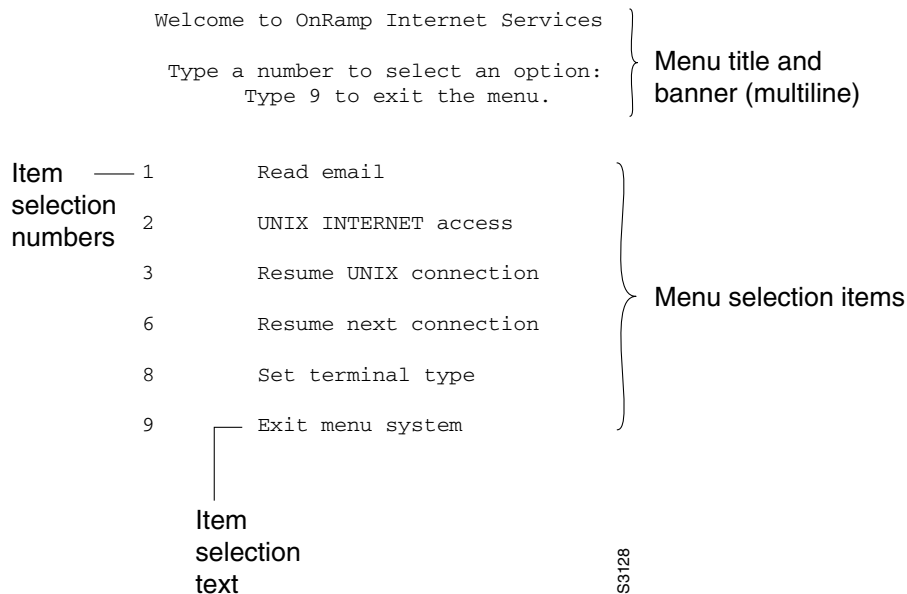 Welcome to OnRamp Internet Services
Type a number to select an option:
Type 9 to exit the menu.
Menu title and
banner (multiline)
Item
selection
numbers
1 Read email
2 UNIX INTERNET access
3 Resume UNIX connection
6 Resume next connection
8 Set terminal type
9 Exit menu system
Menu selection items
Item
selection
text
S3128